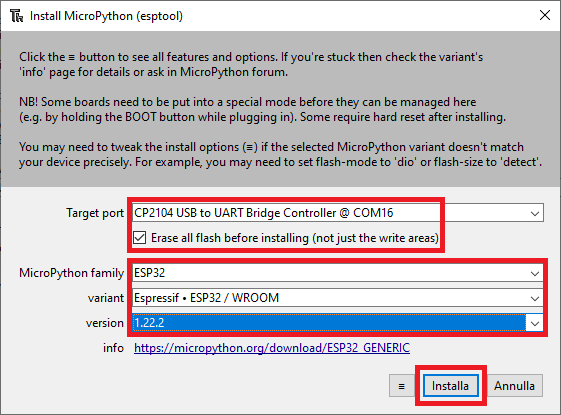 Install MicroPython (esptool)
Click the ≡ button to see all features and options. If you're stuck then check the variant's
'info' page for details or ask in MicroPython forum.
NB! Some boards need to be put into a special mode before they can be managed here
(e.g. by holding the BOOT button while plugging in). Some require hard reset after installing.
You may need to tweak the install options (≡) if the selected MicroPython variant doesn't match
your device precisely. For example, you may need to set flash-mode to 'dio' or flash-size to 'detect'.
Target port CP2104 USB to UART Bridge Controller @ COM16
Erase all flash before installing (not just the write areas)
MicroPython family ESP32
variant Espressif • ESP32 / WROOM
version 1.22.2
info https://micropython.org/download/ESP32_GENERIC
≡ Installa Annulla